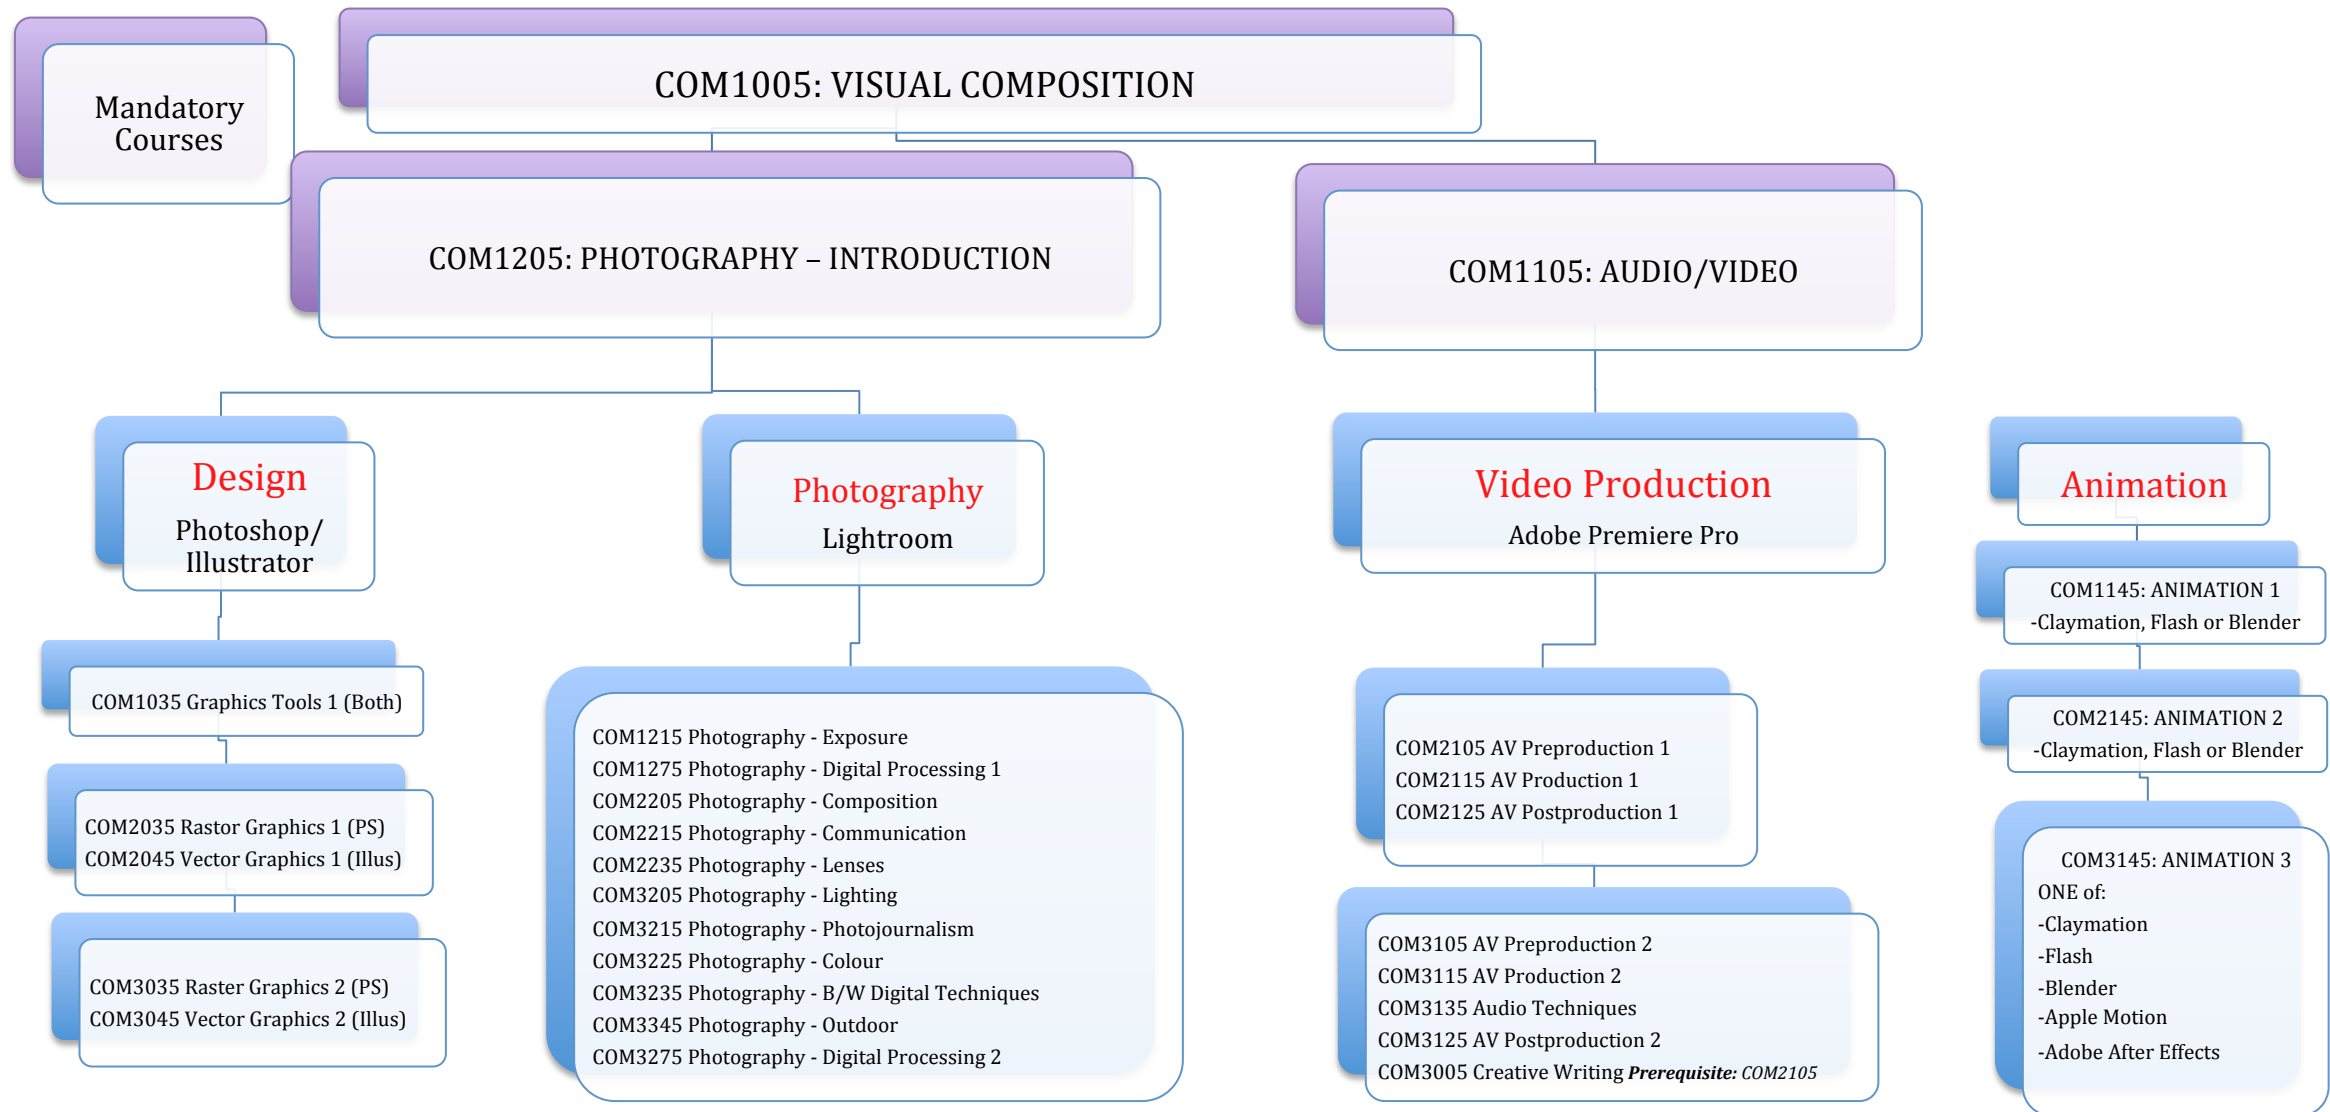 Mandatory
Courses
COM1005: VISUAL COMPOSITION
COM1205: PHOTOGRAPHY – INTRODUCTION
COM1105: AUDIO/VIDEO
Design
Photoshop/
Illustrator
COM1035 Graphics Tools 1 (Both)
COM2035 Rastor Graphics 1 (PS)
COM2045 Vector Graphics 1 (Illus)
COM3035 Raster Graphics 2 (PS)
COM3045 Vector Graphics 2 (Illus)
Photography
Lightroom
COM1215 Photography - Exposure
COM1275 Photography - Digital Processing 1
COM2205 Photography - Composition
COM2215 Photography - Communication
COM2235 Photography - Lenses
COM3205 Photography - Lighting
COM3215 Photography - Photojournalism
COM3225 Photography - Colour
COM3235 Photography - B/W Digital Techniques
COM3345 Photography - Outdoor
COM3275 Photography - Digital Processing 2
Video Production
Adobe Premiere Pro
COM2105 AV Preproduction 1
COM2115 AV Production 1
COM2125 AV Postproduction 1
COM3105 AV Preproduction 2
COM3115 AV Production 2
COM3135 Audio Techniques
COM3125 AV Postproduction 2
COM3005 Creative Writing Prerequisite: COM2105
Animation
COM1145: ANIMATION 1
-Claymation, Flash or Blender
COM2145: ANIMATION 2
-Claymation, Flash or Blender
COM3145: ANIMATION 3
ONE of:
-Claymation
-Flash
-Blender
-Apple Motion
-Adobe After Effects